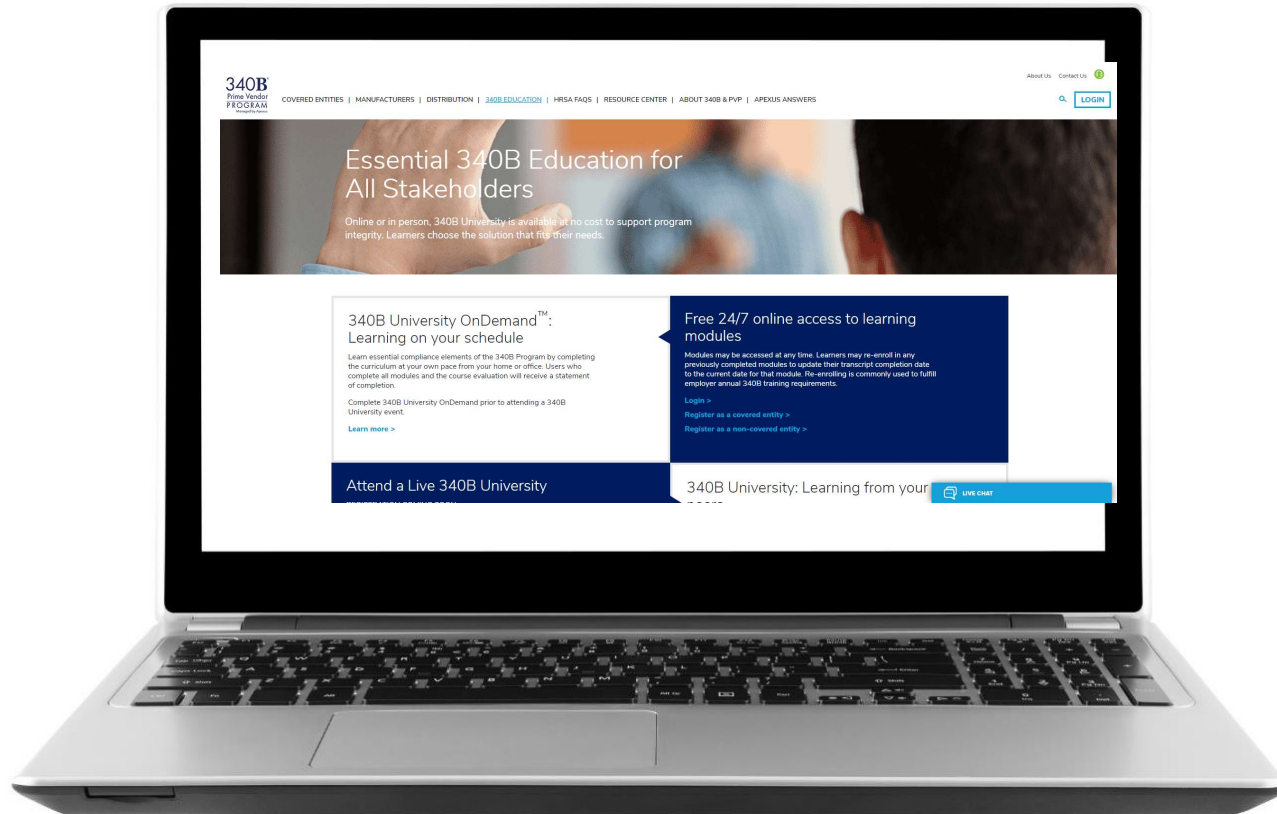 About Us Contact Us
340B
Prime Vendor
PROGRAM
Managed by Apexus
COVERED ENTITIES | MANUFACTURERS | DISTRIBUTION | 340B EDUCATION | HRSA FAQS | RESOURCE CENTER | ABOUT 340B & PVP | APEXUS ANSWERS
LOGIN
Essential 340B Education for
All Stakeholders
Online or in person, 340B University is available at no cost to support program
integrity. Learners choose the solution that fits their needs.
340B University OnDemand™:
Learning on your schedule
Learn essential compliance elements of the 340B Program by completing
the curriculum at your own pace from your home or office. Users who
complete all modules and the course evaluation will receive a statement
of completion.
Complete 340B University OnDemand prior to attending a 340B
University event.
Learn more >
Free 24/7 online access to learning
modules
Modules may be accessed at any time. Learners may re-enroll in any
previously completed modules to update their transcript completion date
to the current date for that module. Re-enrolling is commonly used to fulfill
employer annual 340B training requirements.
Login >
Register as a covered entity >
Register as a non-covered entity >
Attend a Live 340B University
340B University: Learning from your
LIVE CHAT